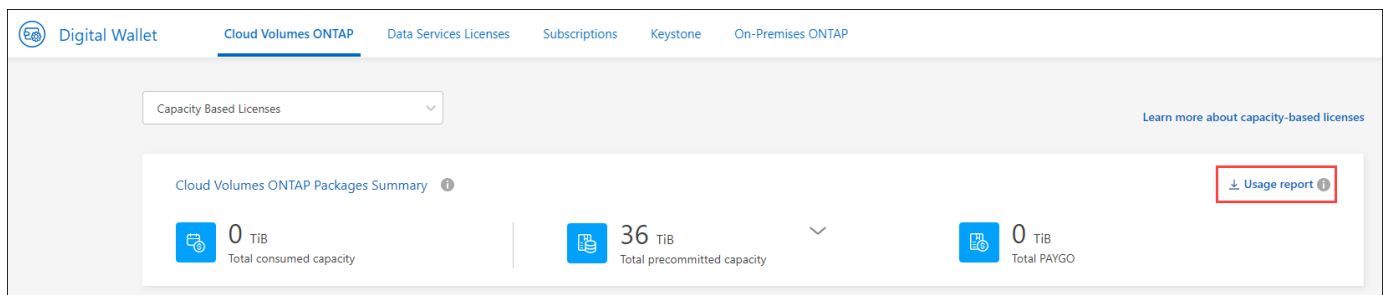 Digital Wallet
Cloud Volumes ONTAP
Data Services Licenses
Subscriptions
Keystone
On-Premises ONTAP
Capacity Based Licenses
Learn more about capacity-based licenses
Cloud Volumes ONTAP Packages Summary
Usage report
0 TiB
Total consumed capacity
36 TiB
Total precommitted capacity
0 TiB
Total PAYGO